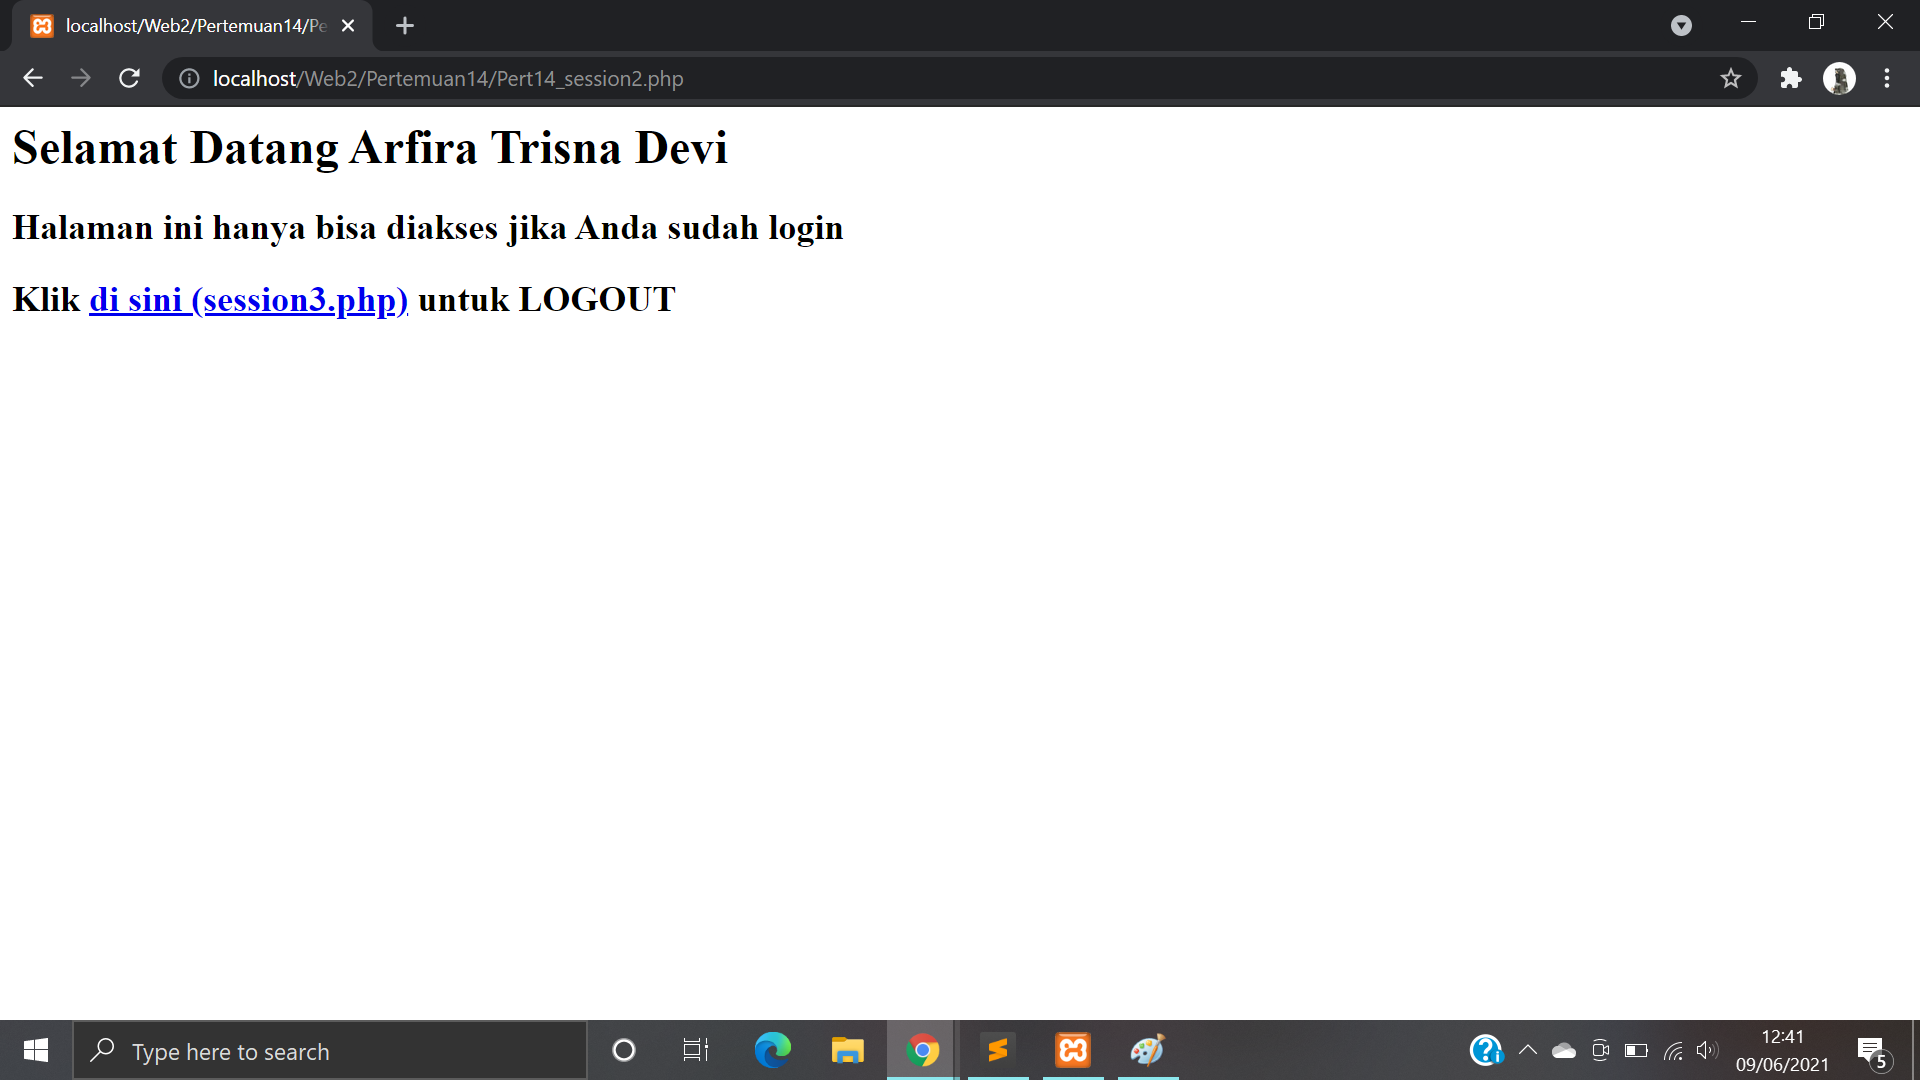 localhost/Web2/Pertemuan14/Pe
localhost/Web2/Pertemuan14/Pert14_session2.php
Selamat Datang Arfira Trisna Devi
Halaman ini hanya bisa diakses jika Anda sudah login
Klik di sini (session3.php) untuk LOGOUT
Type here to search
12:41
09/06/2021
5